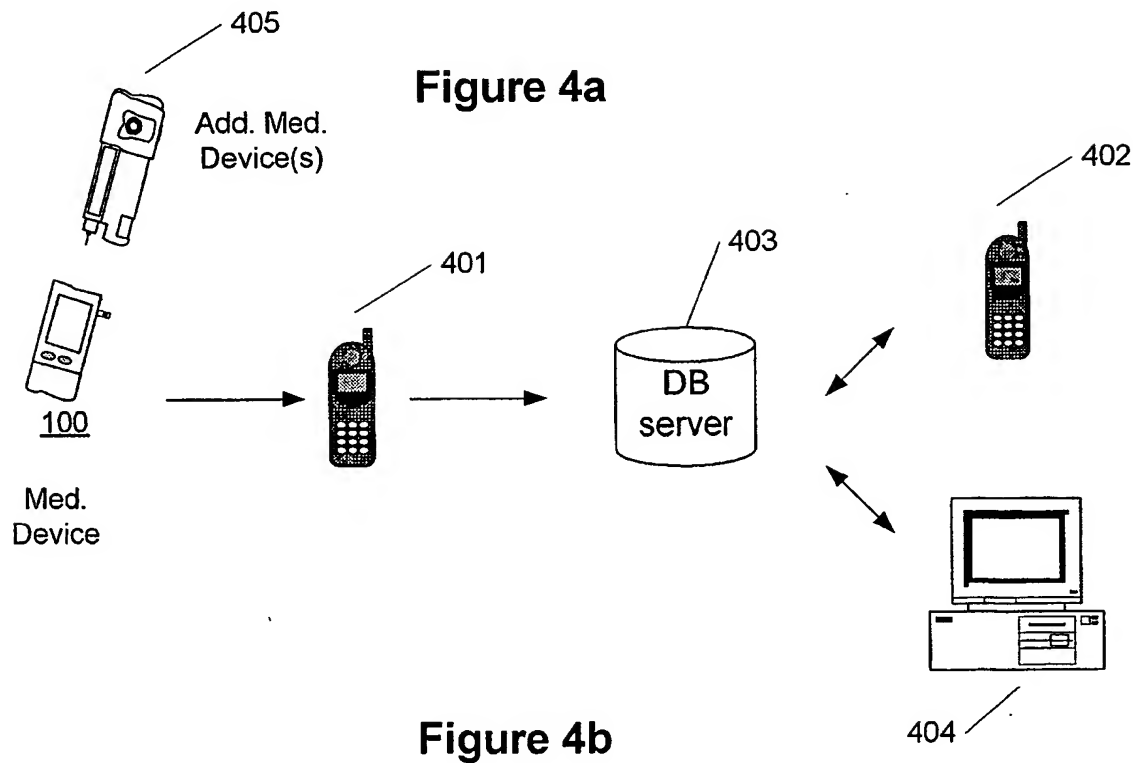 405
Figure 4a
Add. Med.
Device(s)
402
403
401
DB
server
100
Med.
Device
404
Figure 4b